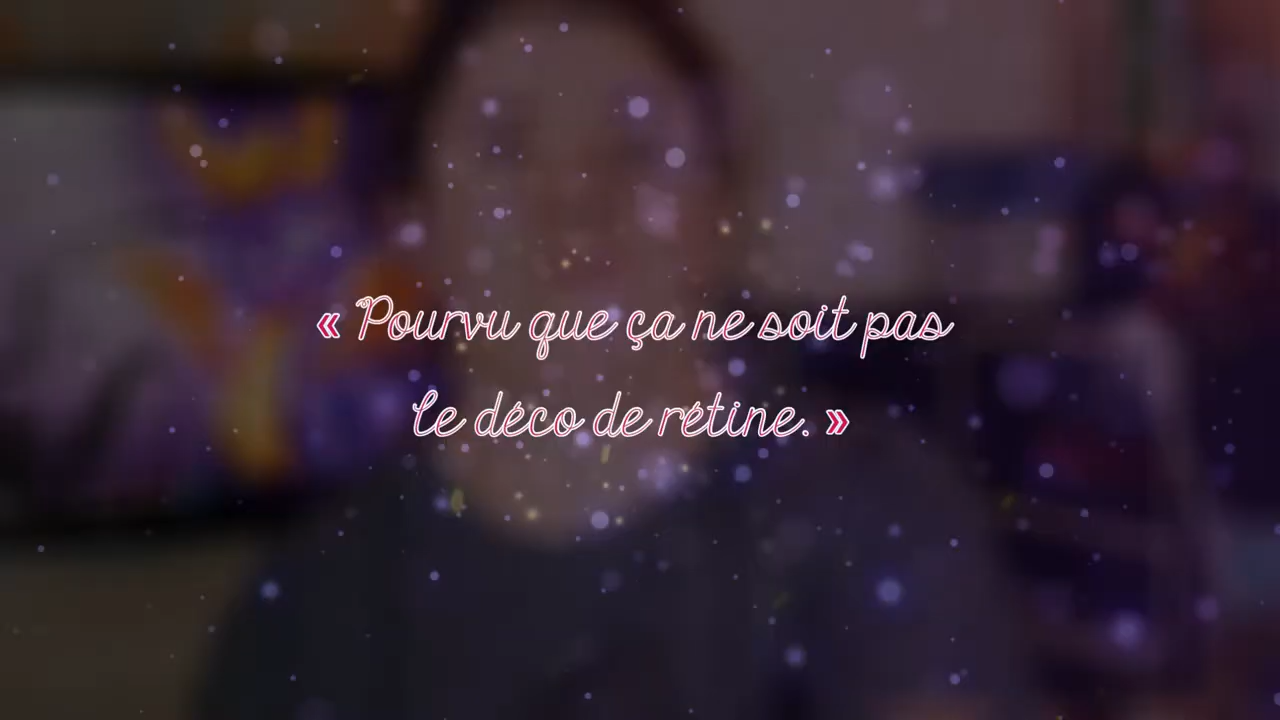 « Pourvu que ça ne soit pas
le déco de rétine. »